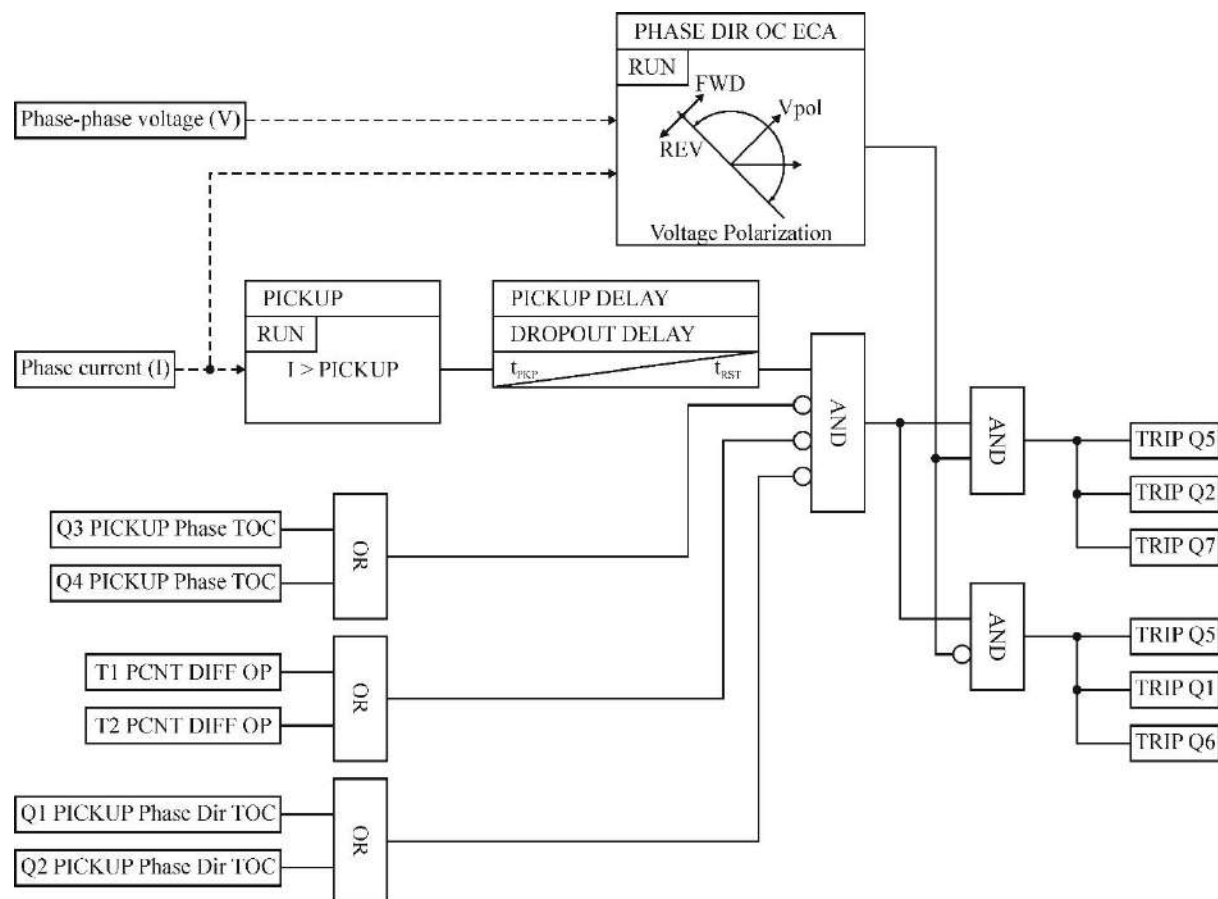 PHASE DIR OC ECA
RUN
FWD
Vpol
REV
Voltage Polarization
Phase-phase voltage (V)
PICKUP
RUN
I > PICKUP
PICKUP DELAY
DROPOUT DELAY
tPKP
tRST
Phase current (I)
AND
AND
TRIP Q5
TRIP Q2
TRIP Q7
Q3 PICKUP Phase TOC
Q4 PICKUP Phase TOC
OR
AND
TRIP Q5
TRIP Q1
TRIP Q6
T1 PCNT DIFF OP
T2 PCNT DIFF OP
OR
Q1 PICKUP Phase Dir TOC
Q2 PICKUP Phase Dir TOC
OR